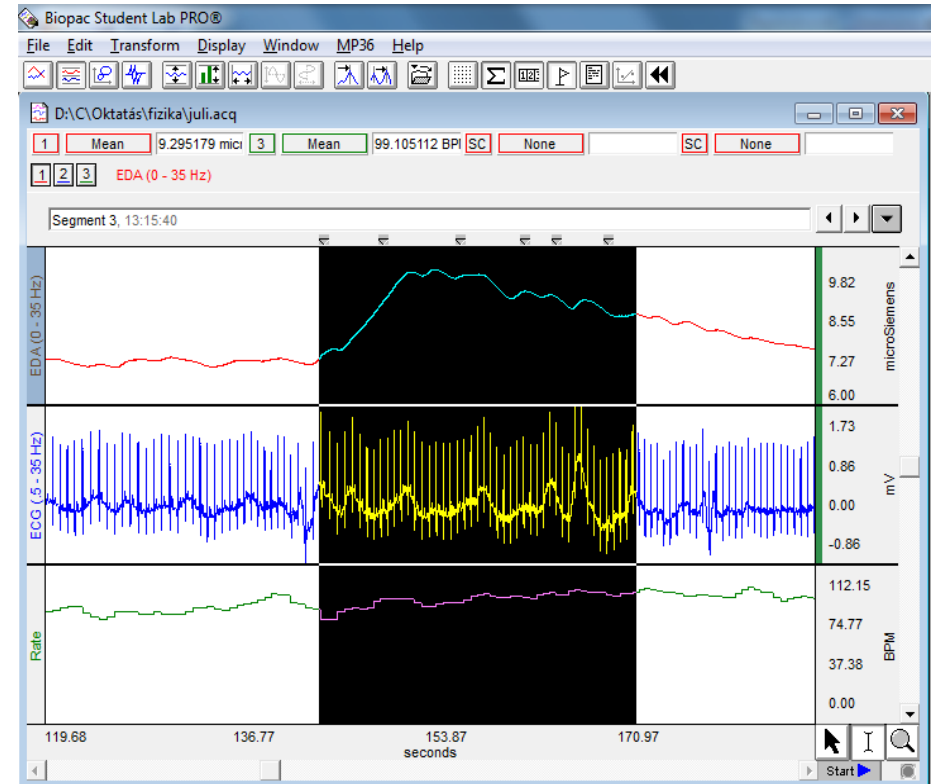 Biopac Student Lab PRO®
File Edit Transform Display Window MP36 Help
D:\C\Oktatás\fizika\juli.acq
1 Mean 9.295179 micr 3 Mean 99.105112 BPI SC None SC None
1 2 3 EDA (0 - 35 Hz)
Segment 3, 13:15:40
EDA (0 - 35 Hz)
9.82
8.55
7.27
6.00
microSiemens
ECG (.5 - 35 Hz)
1.73
0.86
0.00
-0.86
mV
Rate
112.15
74.77
37.38
0.00
BPM
119.68 136.77 153.87 170.97
seconds
Start